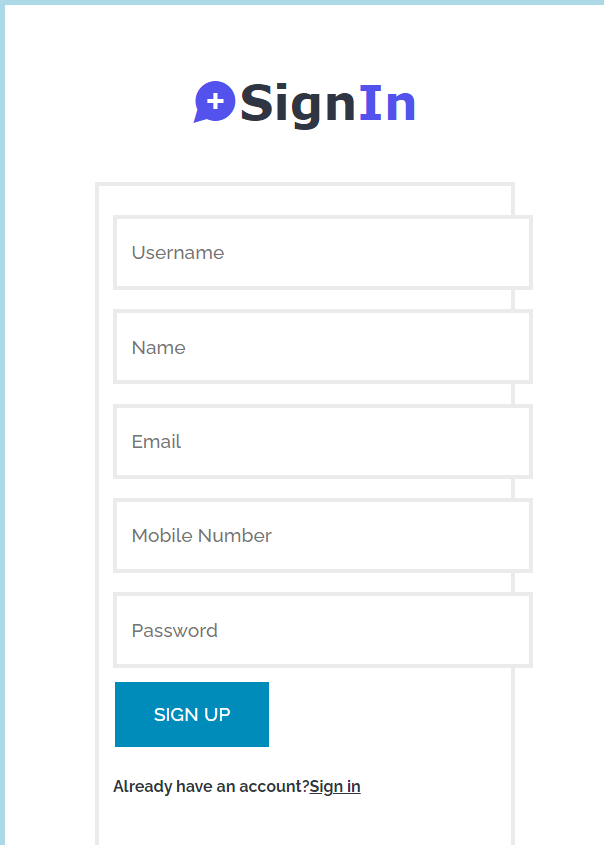 SignIn
Username
Name
Email
Mobile Number
Password
SIGN UP
Already have an account?Sign in